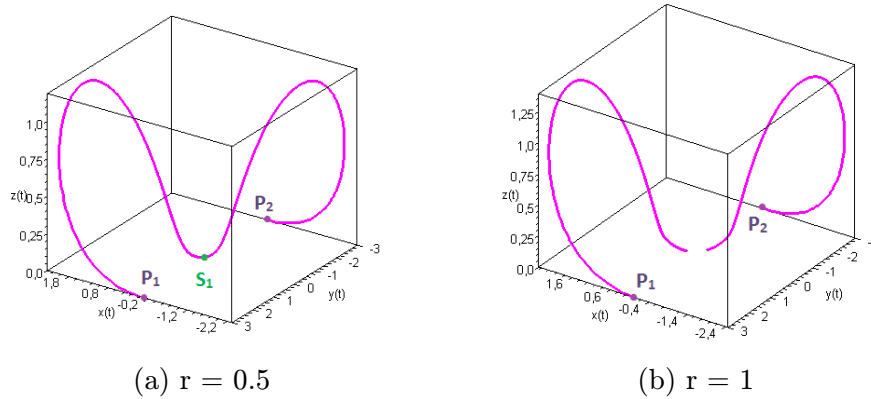 1,0
0,75
z(t)0,5
0,25
0,0
1,8
0,8
-0,2
x(t)
-1,2
-2,2
3
2
1
0
y(t)
-1
-2
-3
P1
P2
S1
(a) r = 0.5
1,25
1,0
0,75
z(t)
0,5
0,25
0,0
1,6
0,6
x(t)
-0,4
-1,4
-2,4
3
2
1
0
y(t)
-1
-2
P1
P2
(b) r = 1